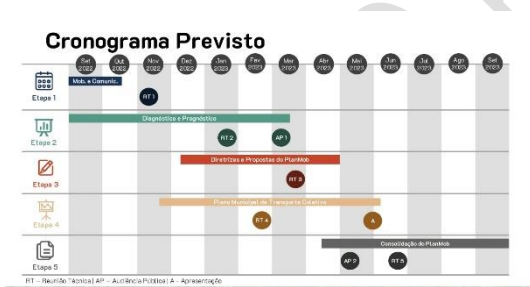 Cronograma Previsto
Set 2022
Out 2022
Nov 2022
Dez 2022
Jan 2023
Fev 2023
Mar 2023
Abr 2023
Mai 2023
Jun 2023
Jul 2023
Ago 2023
Set 2023
Mob. e Comunic.
Etapa 1
RT 1
Diagnóstico e Prognóstico
Etapa 2
RT 2
AP 1
Diretrizes e Propostas do PlanMob
Etapa 3
RT 3
Plano Municipal de Transporte Coletivo
Etapa 4
RT 4
A
Consolidação do PlanMob
Etapa 5
AP 2
RT 5
RT – Reunião Técnica | AP – Audiência Pública | A – Apresentação